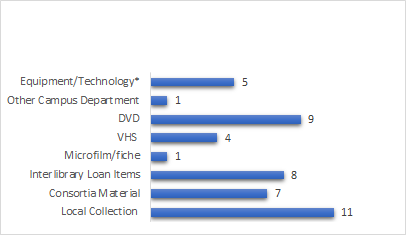 Equipment/Technology* 5
Other Campus Department 1
DVD 9
VHS 4
Microfilm/fiche 1
Interlibrary Loan Items 8
Consortia Material 7
Local Collection 11